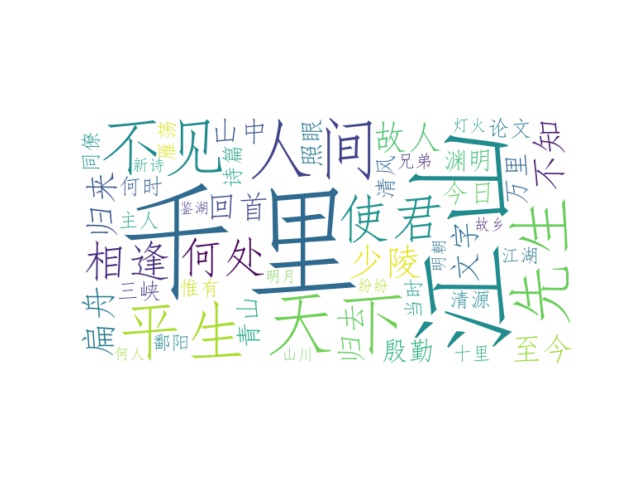 千里
江山
人间
不见
天下
平生
先生
使君
何处
相逢
故人
少陵
扁舟
归来
不知
至今
殷勤
归去
文字
今日
万里
渊明
论文
灯火
兄弟
清风
照眼
山中
诗篇
雁荡
同僚
新诗
何时
主人
鉴湖
回首
三峡
惟有
明月
青山
鄱阳
何人
山川
纷纷
当时
明朝
故乡
江湖
清源
十里